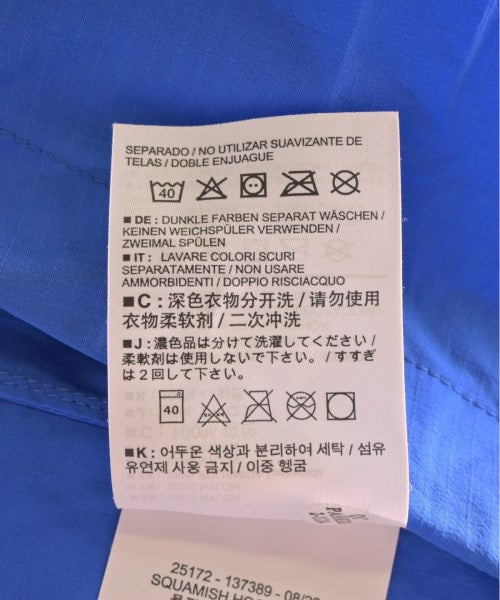 SEPARADO / NO UTILIZAR SUAVIZANTE DE
TELAS / DOBLE ENJUAGUE
40
■ DE : DUNKLE FARBEN SEPARAT WÄSCHEN /
KEINEN WEICHSPÜLER VERWENDEN /
ZWEIMAL SPÜLEN
■ IT : LAVARE COLORI SCURI
SEPARATAMENTE / NON USARE
AMMORBIDENTI / DOPPIO RISCIACQUO
■ C : 深色衣物分开洗 / 请勿使用
衣物柔软剂 / 二次冲洗
■ J : 濃色品は分けて洗濯してください /
柔軟剤は使用しないで下さい。 / すすぎ
は2回して下さい。
40
■ K : 어두운 색상과 분리하여 세탁 / 섬유
유연제 사용 금지 / 이중 헹굼
25172 - 137389 - 08/20
SQUAMISH